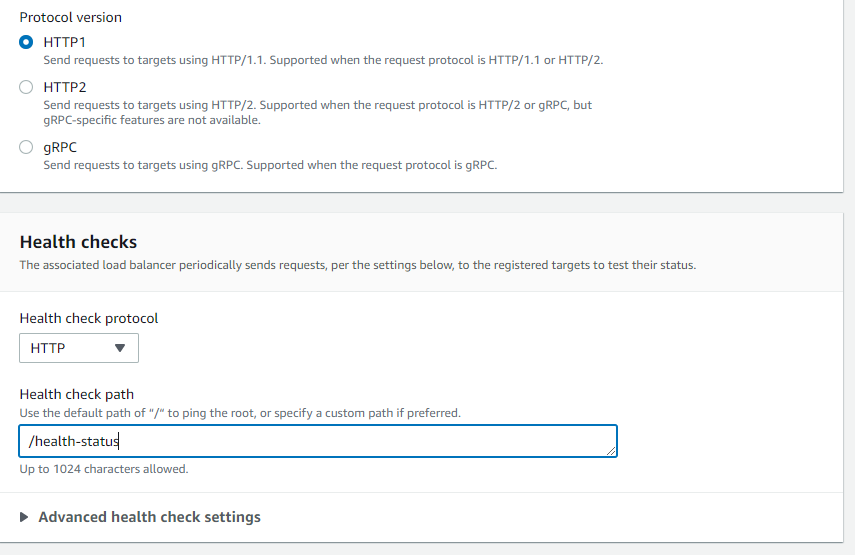 Protocol version
HTTP1
Send requests to targets using HTTP/1.1. Supported when the request protocol is HTTP/1.1 or HTTP/2.
HTTP2
Send requests to targets using HTTP/2. Supported when the request protocol is HTTP/2 or gRPC, but
gRPC-specific features are not available.
gRPC
Send requests to targets using gRPC. Supported when the request protocol is gRPC.
Health checks
The associated load balancer periodically sends requests, per the settings below, to the registered targets to test their status.
Health check protocol
HTTP
Health check path
Use the default path of "/" to ping the root, or specify a custom path if preferred.
/health-status
Up to 1024 characters allowed.
Advanced health check settings